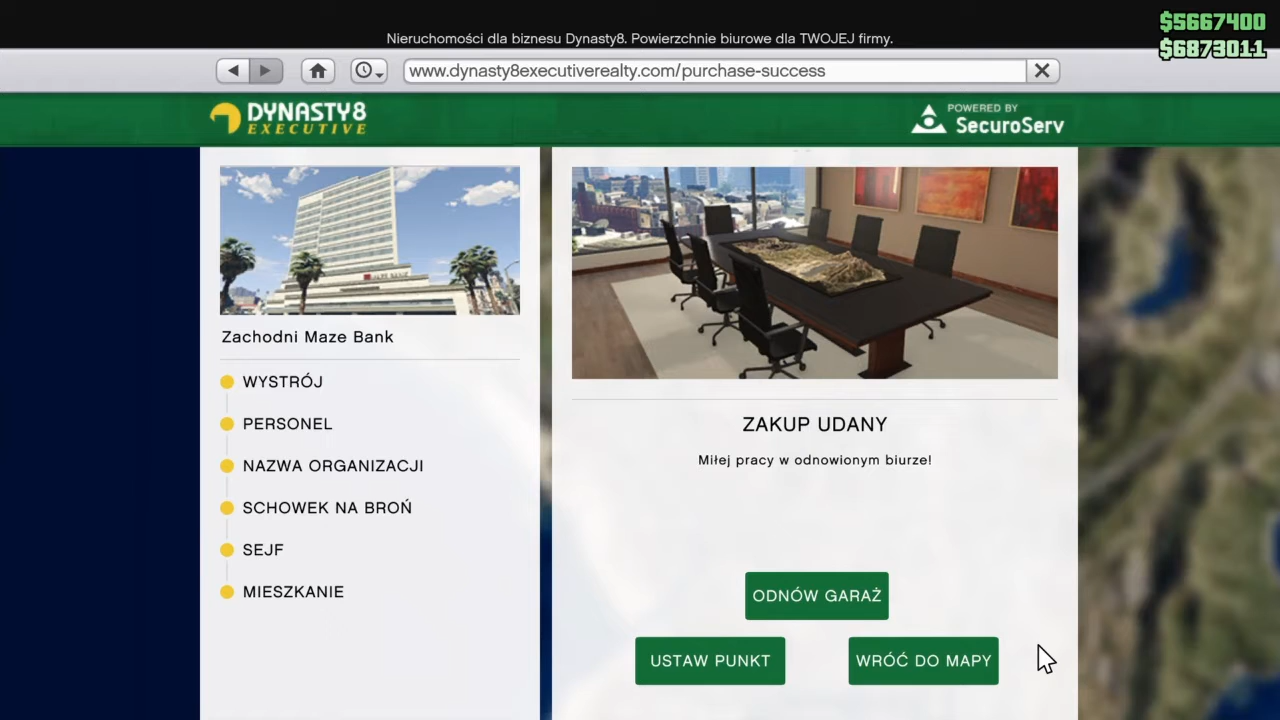 $5667400
$6873011
Nieruchomości dla biznesu Dynasty8. Powierzchnie biurowe dla TWOJEJ firmy.
www.dynasty8executiverealty.com/purchase-success
DYNASTY8
EXECUTIVE
POWERED BY
SecuroServ
MAZE BANK
Zachodni Maze Bank
WYSTRÓJ
PERSONEL
NAZWA ORGANIZACJI
SCHOWEK NA BROŃ
SEJF
MIESZKANIE
ZAKUP UDANY
Miłej pracy w odnowionym biurze!
ODNÓW GARAŻ
USTAW PUNKT
WRÓĆ DO MAPY